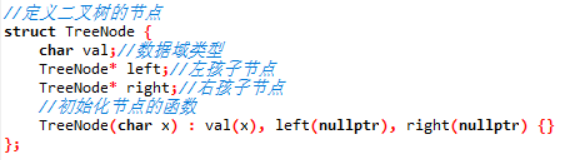 //定义二叉树的节点
struct TreeNode {
    char val;//数据域类型
    TreeNode* left;//左孩子节点
    TreeNode* right;//右孩子节点
    //初始化节点的函数
    TreeNode(char x) : val(x), left(nullptr), right(nullptr) {}
};